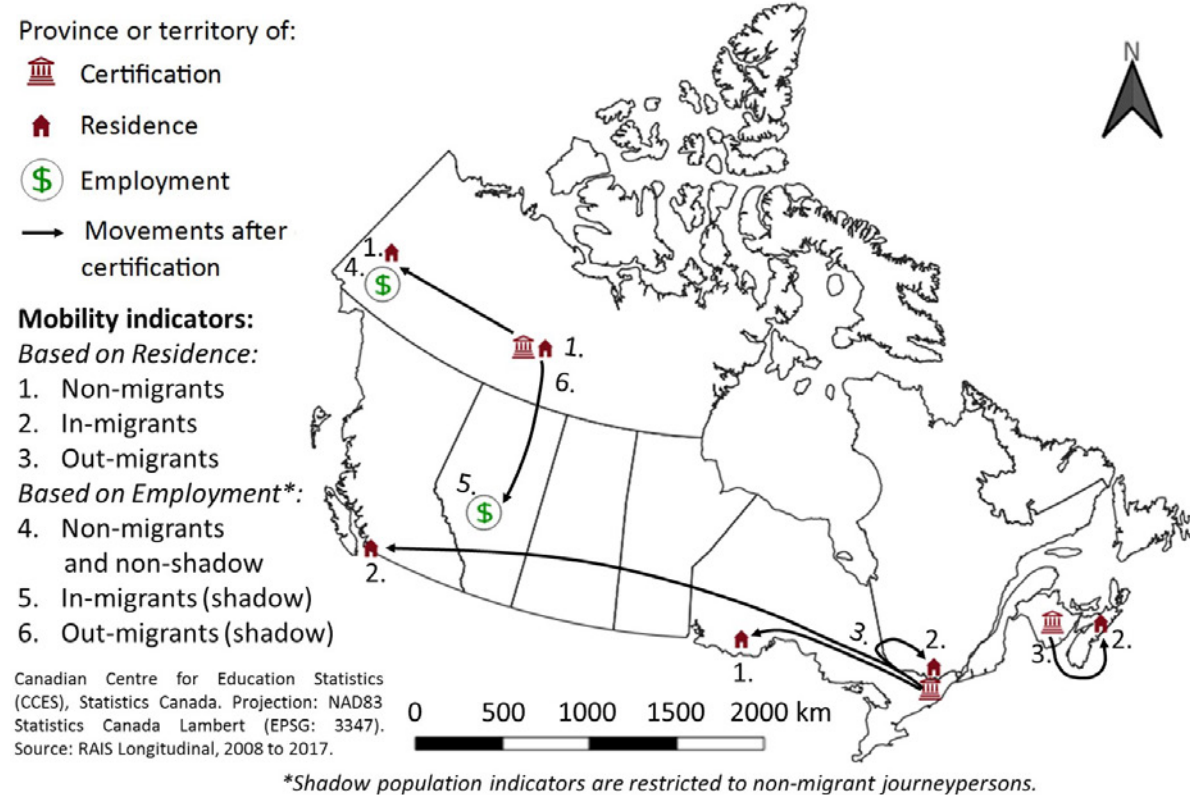 Province or territory of:
Certification
Residence
$ Employment
Movements after
certification
Mobility indicators:
Based on Residence:
1. Non-migrants
2. In-migrants
3. Out-migrants
Based on Employment*:
4. Non-migrants
and non-shadow
5. In-migrants (shadow)
6. Out-migrants (shadow)
Canadian Centre for Education Statistics
(CCES), Statistics Canada. Projection: NAD83
Statistics Canada Lambert (EPSG: 3347).
Source: RAIS Longitudinal, 2008 to 2017.
N
1.
4.
$
1.
6.
5.
$
2.
1.
3.
2.
3.
2.
0 500 1000 1500 2000 km
*Shadow population indicators are restricted to non-migrant journeypersons.